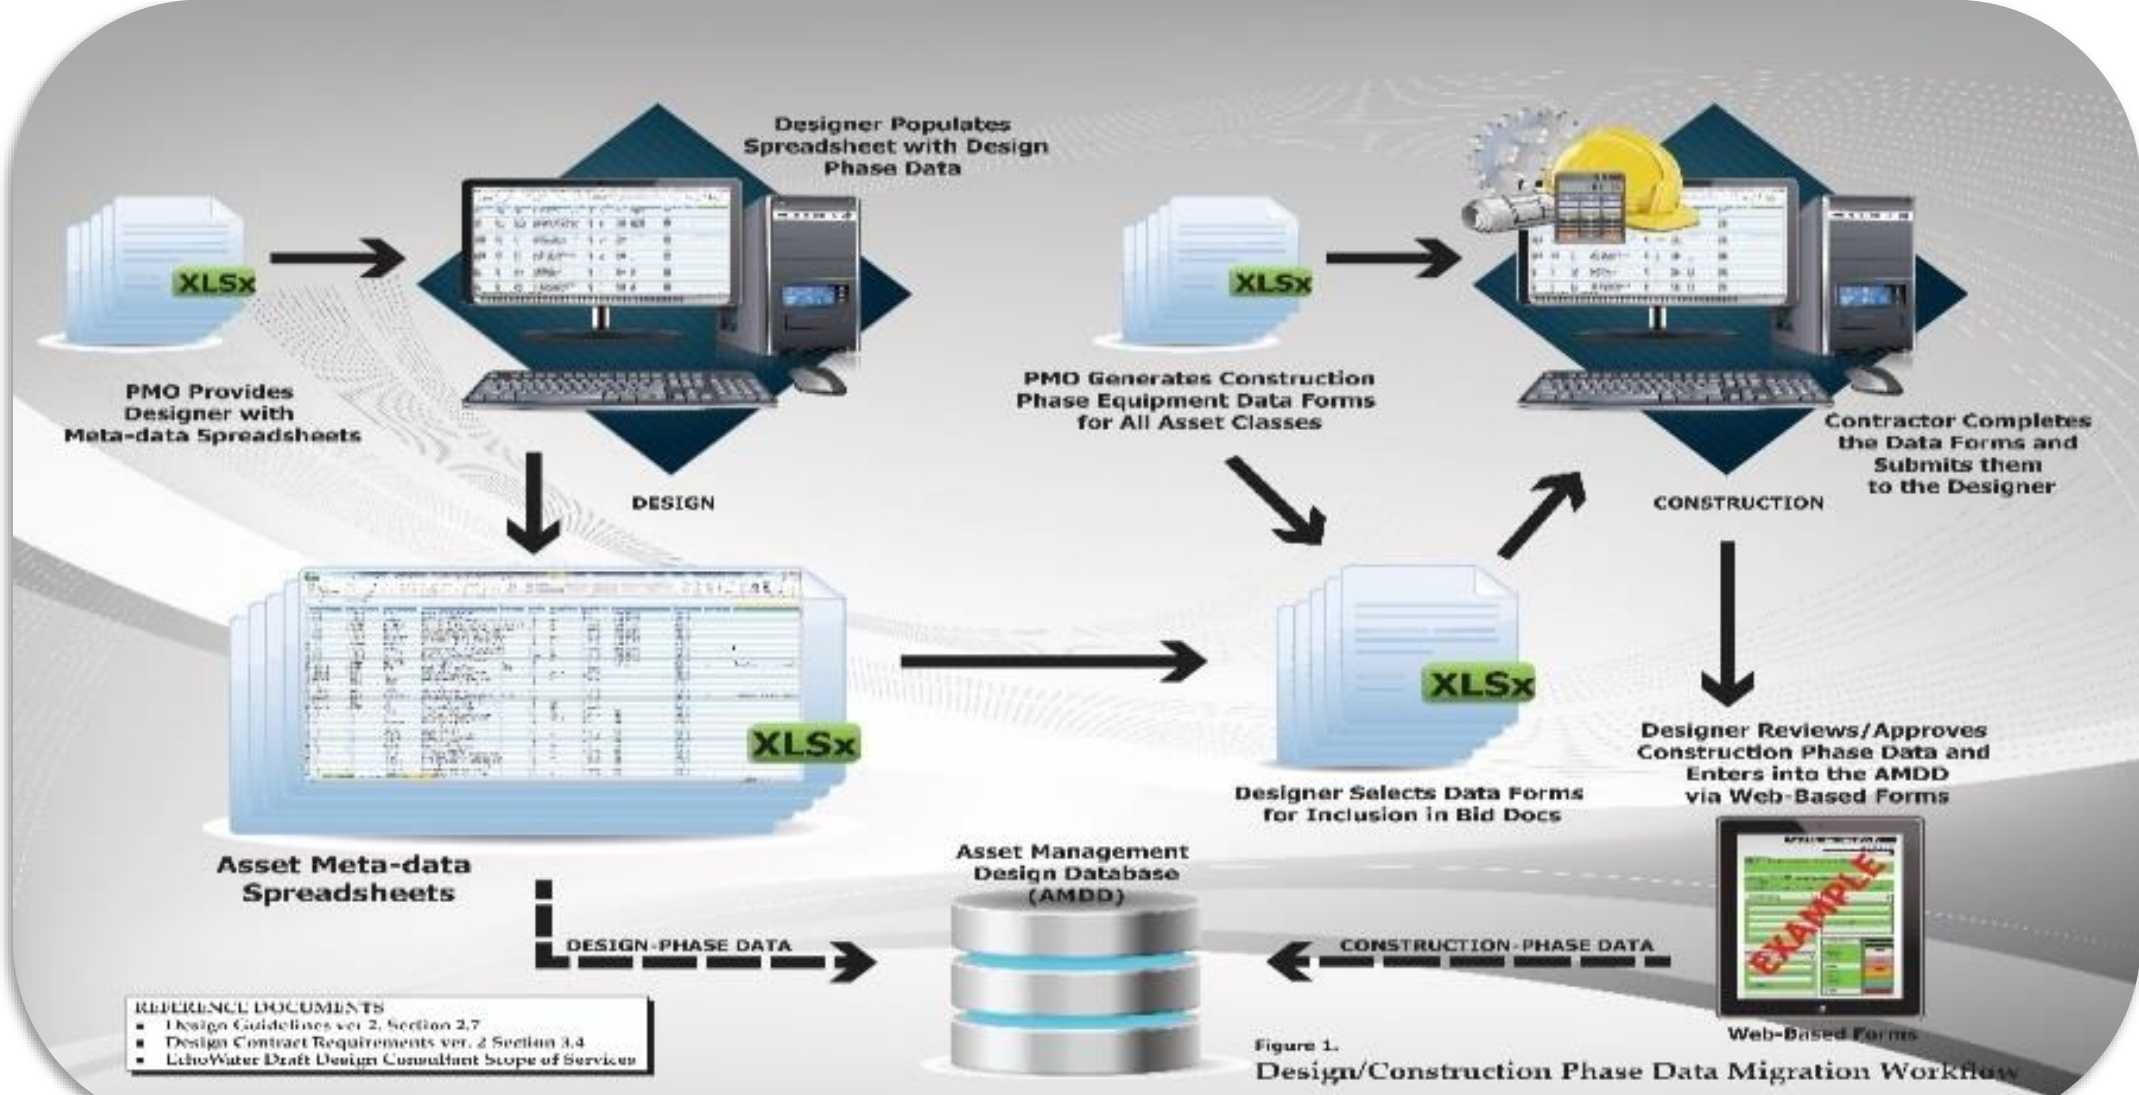 Designer Populates
Spreadsheet with Design
Phase Data
XLSx
PMO Provides
Designer with
Meta-data Spreadsheets
DESIGN
XLSx
PMO Generates Construction
Phase Equipment Data Forms
for All Asset Classes
Contractor Completes
the Data Forms and
Submits them
to the Designer
CONSTRUCTION
XLSx
Asset Meta-data
Spreadsheets
XLSx
Designer Selects Data Forms
for Inclusion in Bid Docs
Designer Reviews/Approves
Construction Phase Data and
Enters into the AMDD
via Web-Based Forms
EXAMPLE
Web-Based Forms
Asset Management
Design Database
(AMDD)
DESIGN-PHASE DATA
CONSTRUCTION-PHASE DATA
REFERENCE DOCUMENTS
▪ Design Guidelines ver 2, Section 2.7
▪ Design Contract Requirements ver. 2 Section 3.4
▪ EchoWater Draft Design Consultant Scope of Services
Figure 1.
Design/Construction Phase Data Migration Workflow